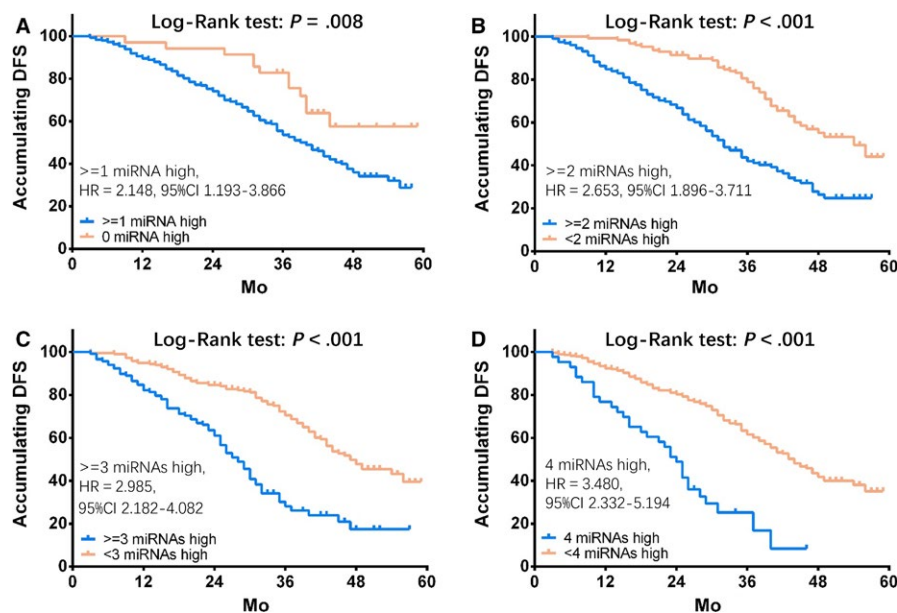 A
Log-Rank test: P = .008
Accumulating DFS
100
80
60
40
20
0
>=1 miRNA high,
HR = 2.148, 95%CI 1.193-3.866
>=1 miRNA high
0 miRNA high
0 12 24 36 48 60
Mo
B
Log-Rank test: P < .001
Accumulating DFS
100
80
60
40
20
0
>=2 miRNAs high,
HR = 2.653, 95%CI 1.896-3.711
>=2 miRNAs high
<2 miRNAs high
0 12 24 36 48 60
Mo
C
Log-Rank test: P < .001
Accumulating DFS
100
80
60
40
20
0
>=3 miRNAs high,
HR = 2.985,
95%CI 2.182-4.082
>=3 miRNAs high
<3 miRNAs high
0 12 24 36 48 60
Mo
D
Log-Rank test: P < .001
Accumulating DFS
100
80
60
40
20
0
4 miRNAs high,
HR = 3.480,
95%CI 2.332-5.194
4 miRNAs high
<4 miRNAs high
0 12 24 36 48 60
Mo